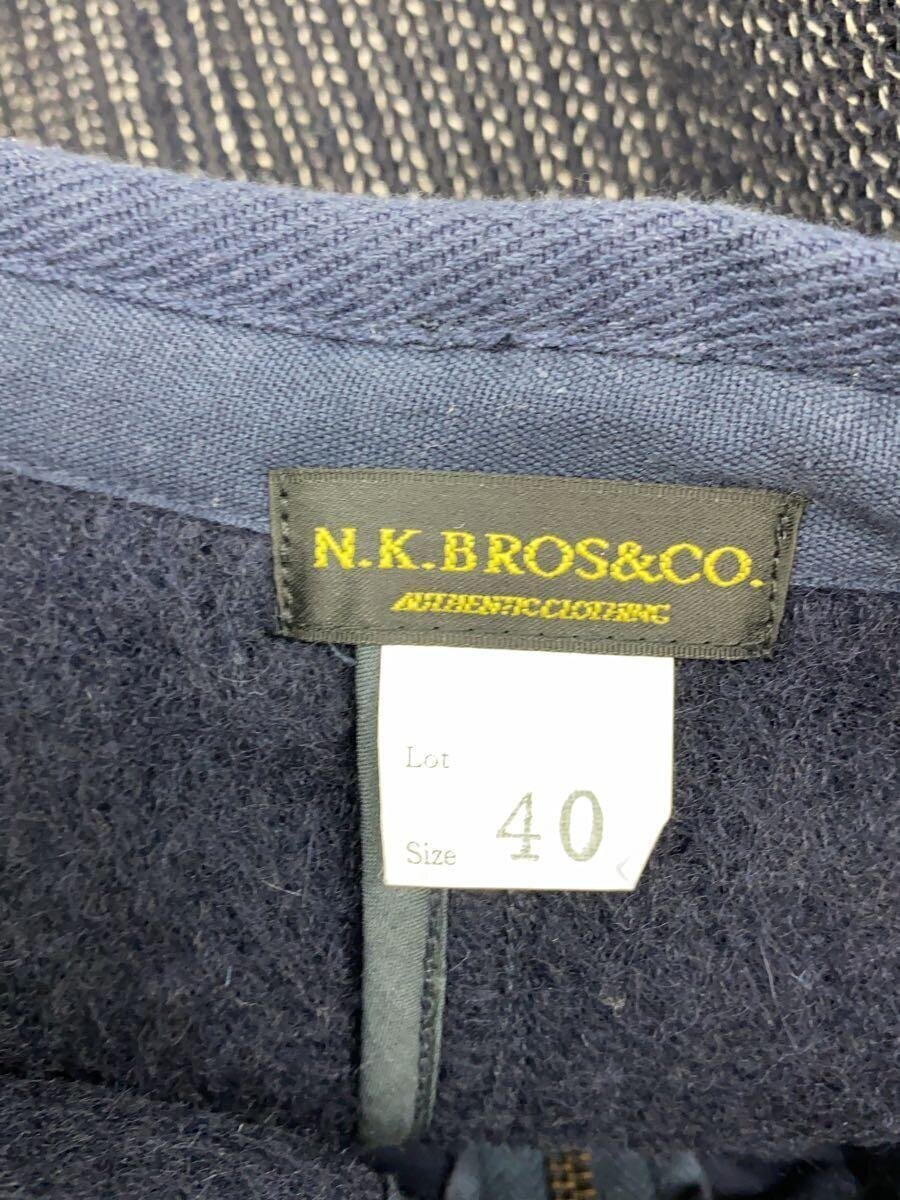 N.K.BROS&CO.
AUTHENTIC CLOTHING
Lot
Size 40